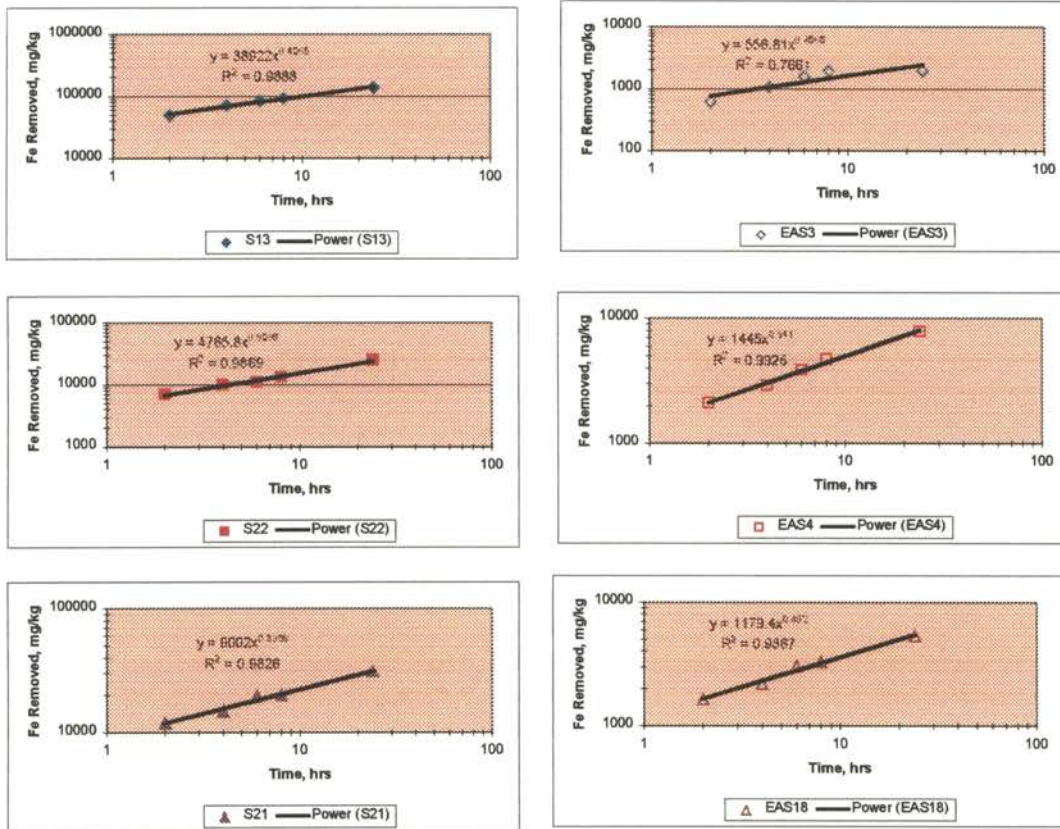 1000000
100000
10000
Fe Removed, mg/kg
R² = 0.9888
1 10 100
Time, hrs
S13 Power (S13)
10000
1000
100
Fe Removed, mg/kg
y = 556.81x
R² = 0.7661
1 10 100
Time, hrs
EAS3 Power (EAS3)
100000
10000
1000
Fe Removed, mg/kg
y = 4765.8x
R² = 0.9869
1 10 100
Time, hrs
S22 Power (S22)
10000
1000
Fe Removed, mg/kg
y = 1445x
R² = 0.9926
1 10 100
Time, hrs
EAS4 Power (EAS4)
100000
10000
Fe Removed, mg/kg
R² = 0.9826
1 10 100
Time, hrs
S21 Power (S21)
10000
1000
Fe Removed, mg/kg
y = 1179.4x
R² = 0.9867
1 10 100
Time, hrs
EAS18 Power (EAS18)